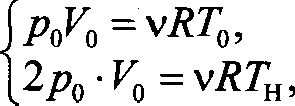 p₀V₀ = νRT₀,
2p₀ · V₀ = νRTн,